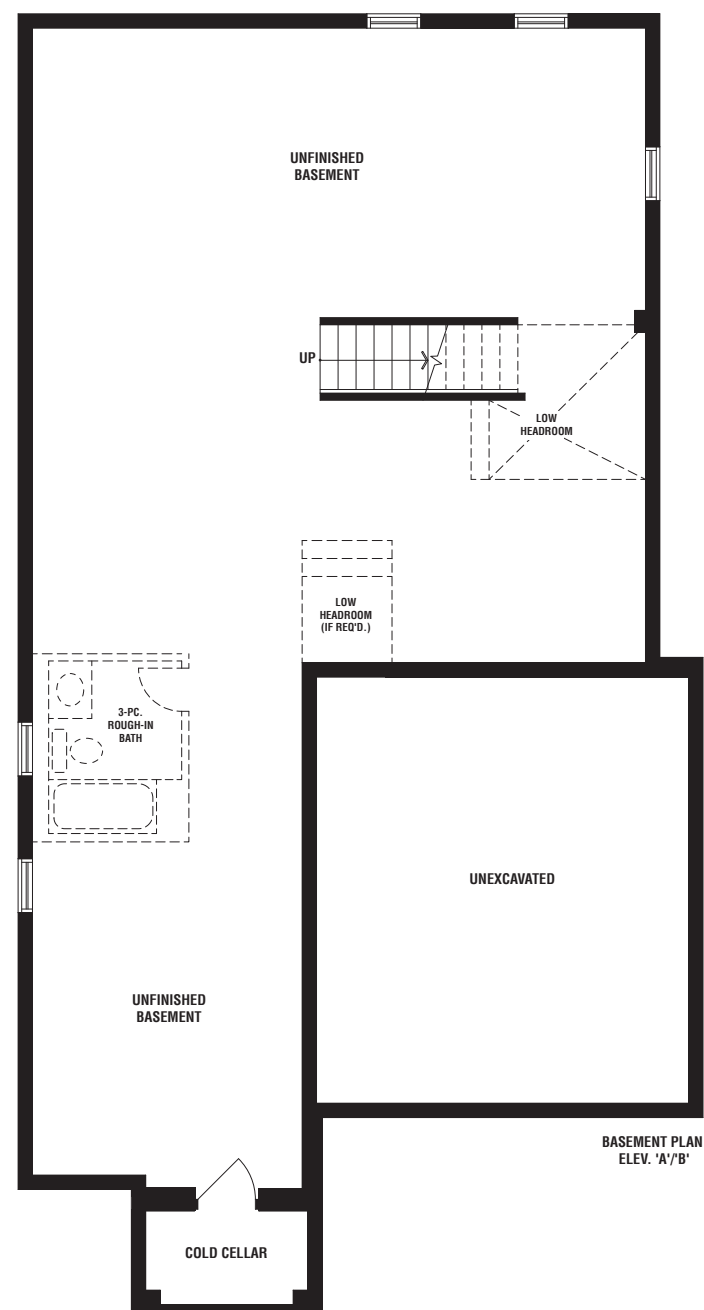 UNFINISHED
BASEMENT
UP
LOW
HEADROOM
LOW
HEADROOM
(IF REQ'D.)
3-PC.
ROUGH-IN
BATH
UNEXCAVATED
UNFINISHED
BASEMENT
BASEMENT PLAN
ELEV. 'A'/'B'
COLD CELLAR